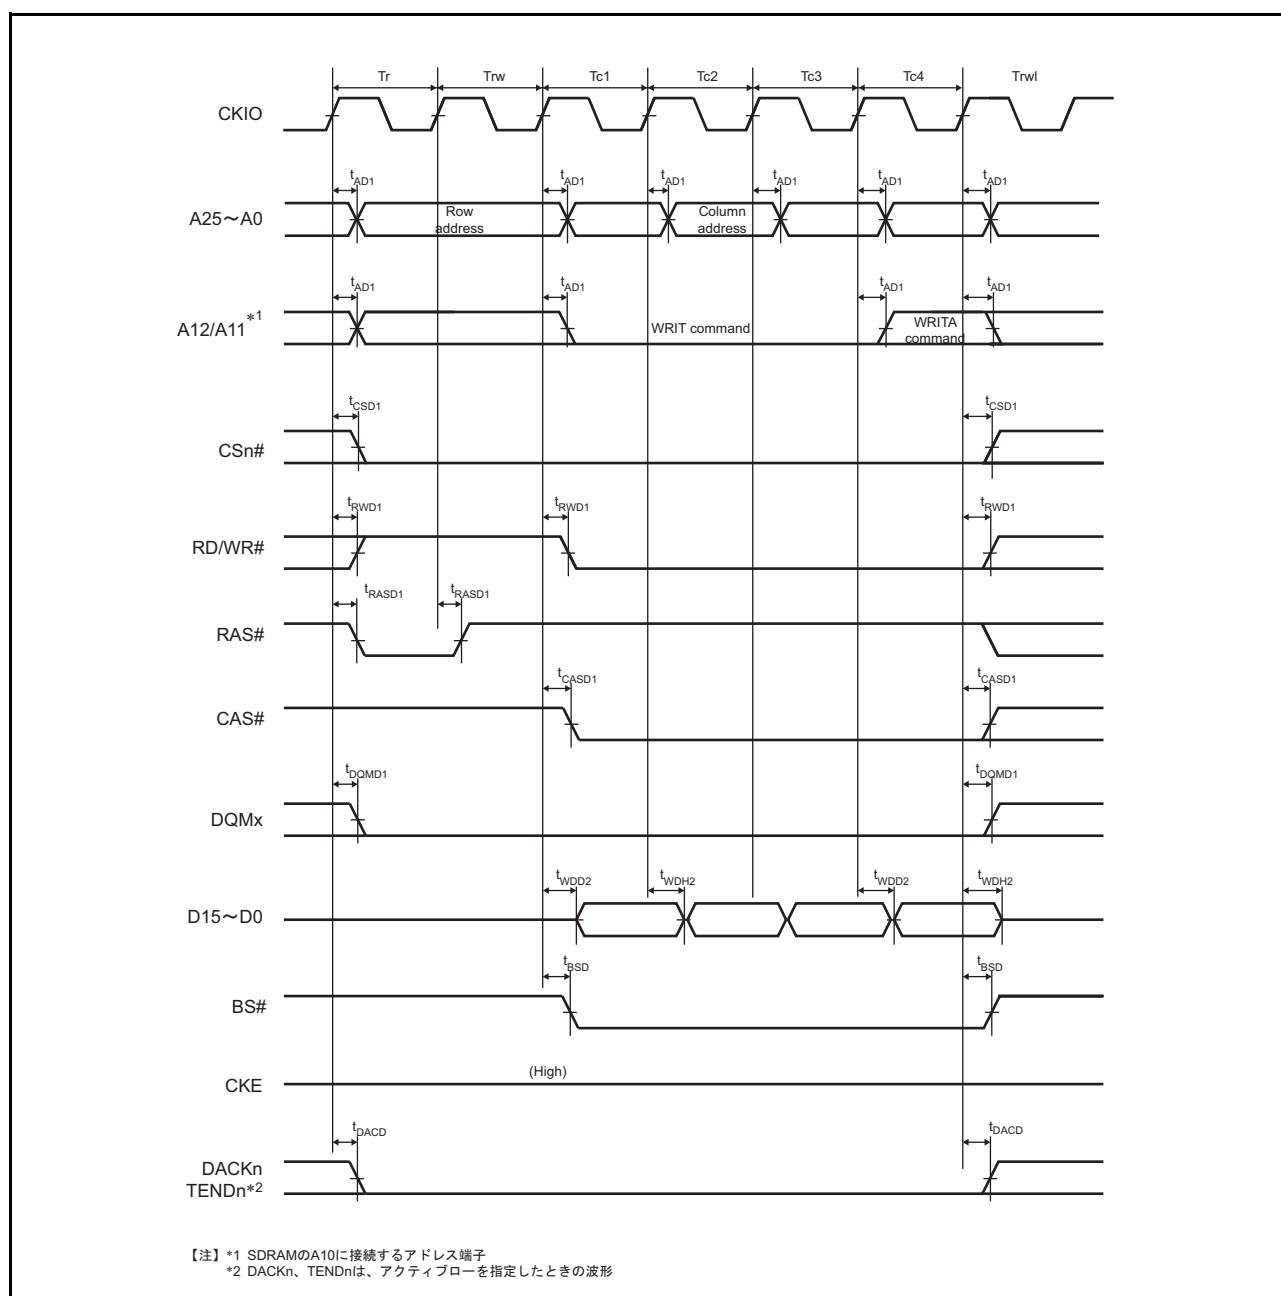 Tr Trw Tc1 Tc2 Tc3 Tc4 Trwl
CKIO
tAD1 tAD1 tAD1 tAD1 tAD1 tAD1
A25～A0
Row
address
Column
address
tAD1 tAD1 tAD1 tAD1
A12/A11*1
WRIT command
WRITA
command
tCSD1 tCSD1
CSn#
tRWD1 tRWD1 tRWD1
RD/WR#
tRASD1 tRASD1
RAS#
tCASD1 tCASD1
CAS#
tDQMD1 tDQMD1
DQMx
tWDD2 tWDH2 tWDD2 tWDH2
D15～D0
tBSD tBSD
BS#
(High)
CKE
tDACD tDACD
DACKn
TENDn*2
【注】*1 SDRAMのA10に接続するアドレス端子
*2 DACKn、TENDnは、アクティブローを指定したときの波形